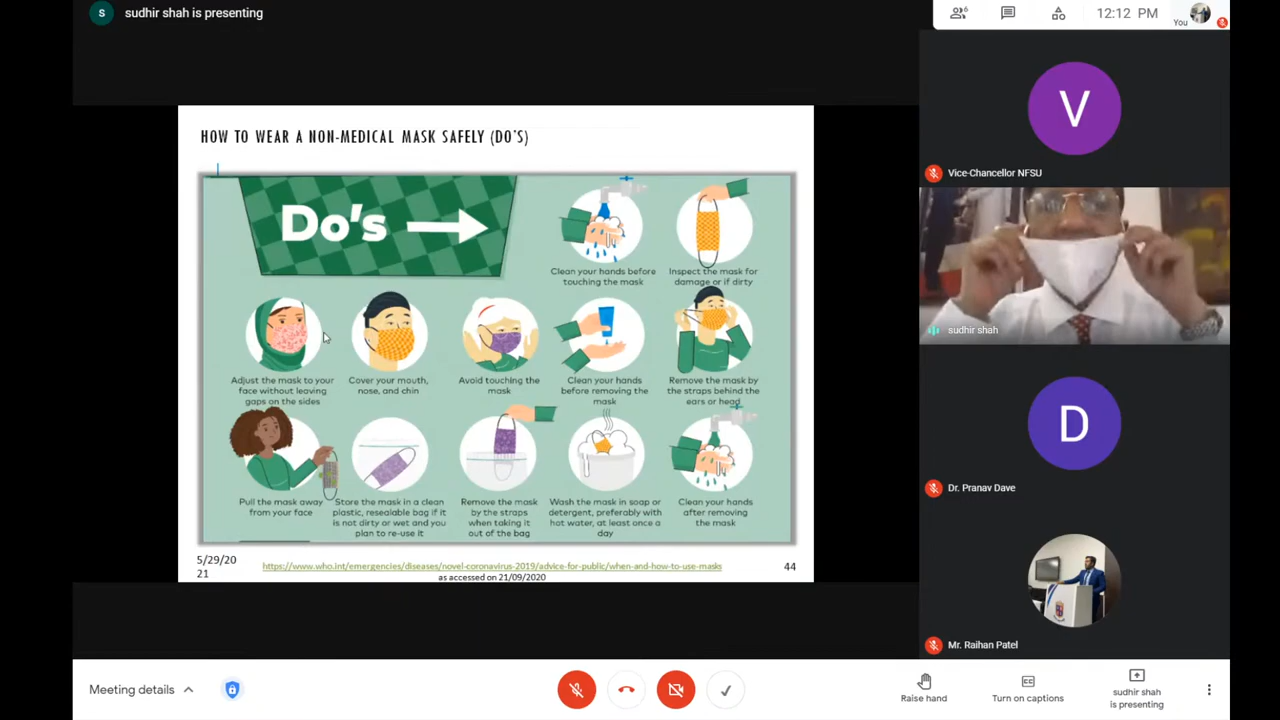 S
sudhir shah is presenting
6
12:12 PM
You
HOW TO WEAR A NON-MEDICAL MASK SAFELY (DO'S)
Do's
Clean your hands before
touching the mask
Inspect the mask for
damage or if dirty
Adjust the mask to your
face without leaving
gaps on the sides
Cover your mouth,
nose, and chin
Avoid touching the
mask
Clean your hands
before removing the
mask
Remove the mask by
the straps behind the
ears or head
Pull the mask away
from your face
Store the mask in a clean
plastic, resealable bag if it
is not dirty or wet and you
plan to re-use it
Remove the mask
by the straps
when taking it
out of the bag
Wash the mask in soap or
detergent, preferably with
hot water, at least once a
day
Clean your hands
after removing
the mask
5/29/20
21
https://www.who.int/emergencies/diseases/novel-coronavirus-2019/advice-for-public/when-and-how-to-use-masks
as accessed on 21/09/2020
44
V
Vice-Chancellor NFSU
sudhir shah
D
Dr. Pranav Dave
Mr. Raihan Patel
Meeting details
Raise hand
CC
Turn on captions
sudhir shah
is presenting